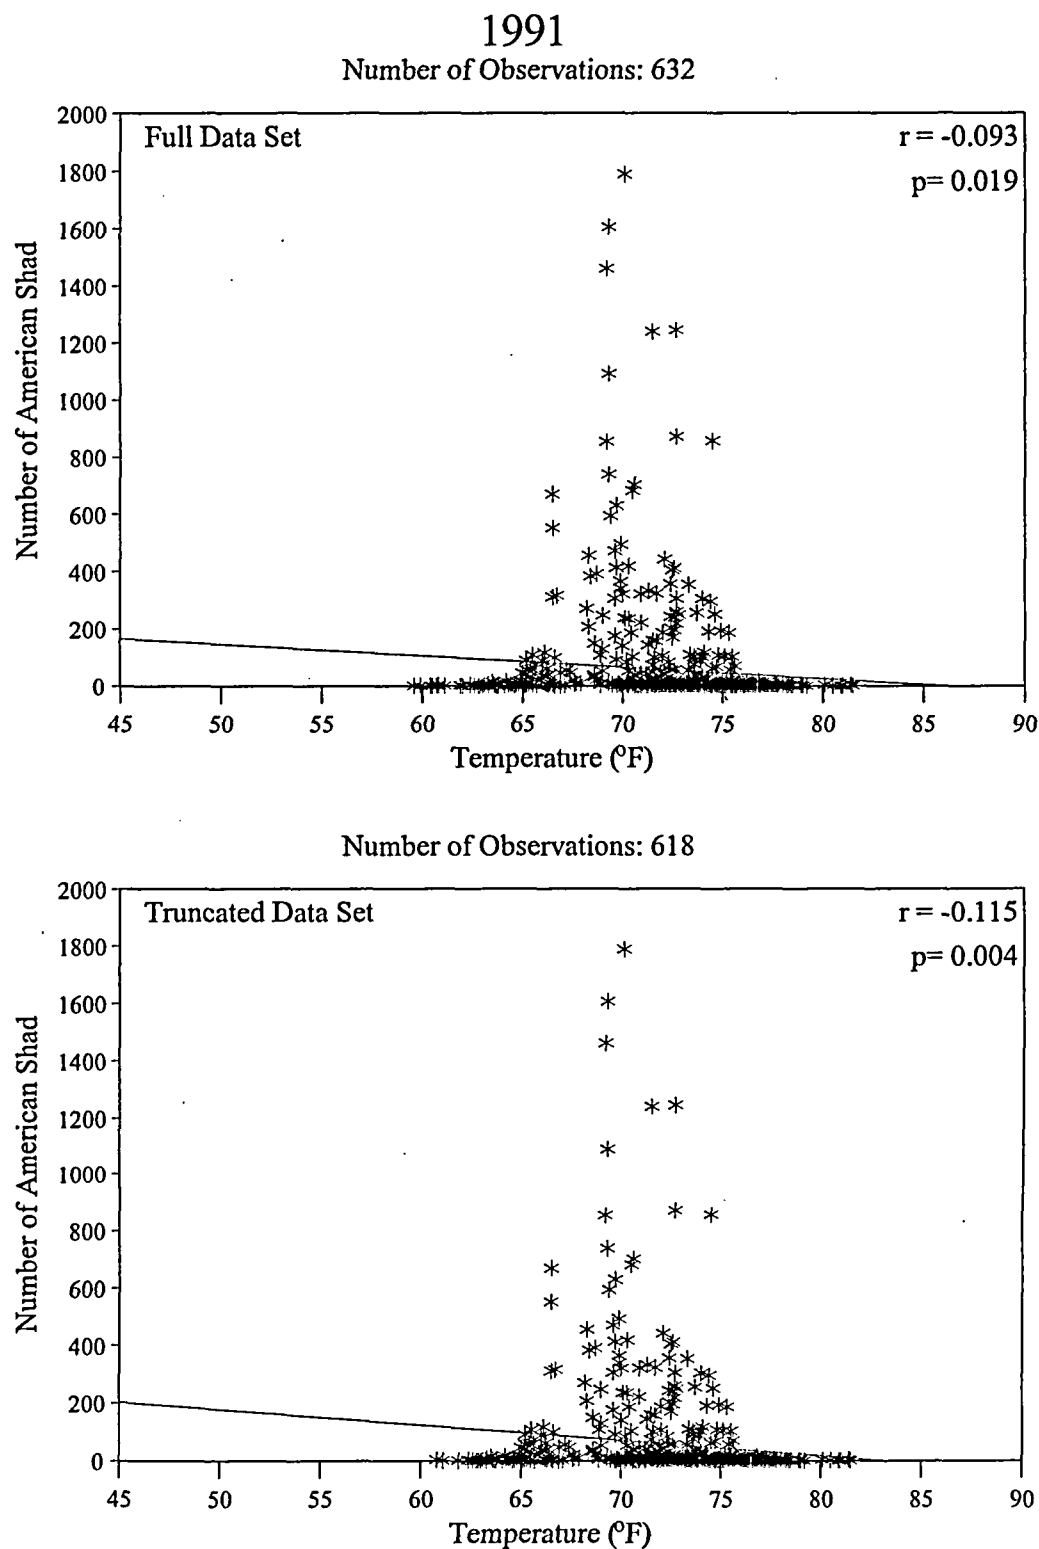 1991
Number of Observations: 632
Full Data Set
r = -0.093
p= 0.019
2000
1800
1600
1400
1200
1000
800
600
400
200
0
Number of American Shad
45 50 55 60 65 70 75 80 85 90
Temperature (ºF)
Number of Observations: 618
Truncated Data Set
r = -0.115
p= 0.004
2000
1800
1600
1400
1200
1000
800
600
400
200
0
Number of American Shad
45 50 55 60 65 70 75 80 85 90
Temperature (ºF)